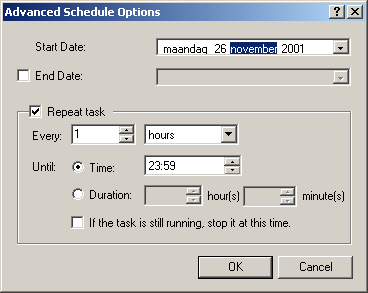 Advanced Schedule Options
Start Date: maandag 26 november 2001
End Date:
Repeat task
Every: 1 hours
Until: Time: 23:59
Duration: hour(s) minute(s)
If the task is still running, stop it at this time.
OK Cancel